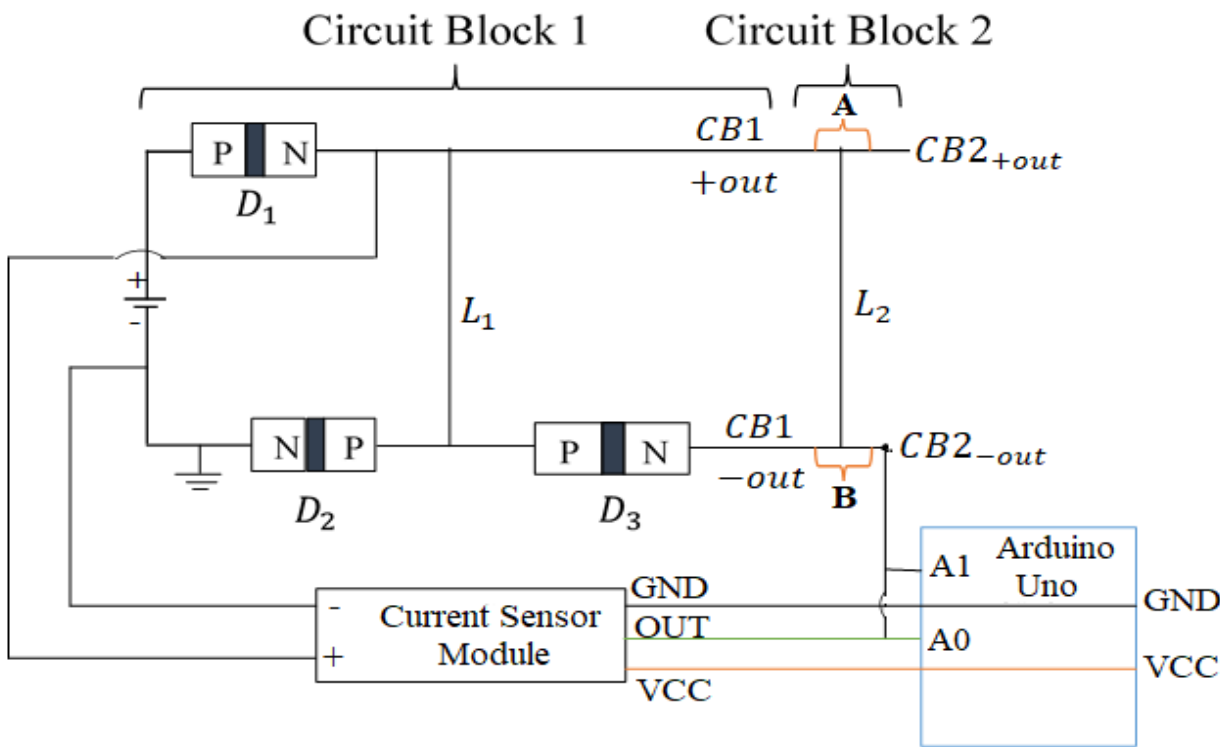 Circuit Block 1
Circuit Block 2
A
P N
CB1
+out
CB2+out
D1
+
-
L1
L2
N P
P N
CB1
-out
CB2-out
B
D2
D3
A1
Arduino
Uno
GND
-
Current Sensor
Module
+
GND
OUT
VCC
A0
VCC